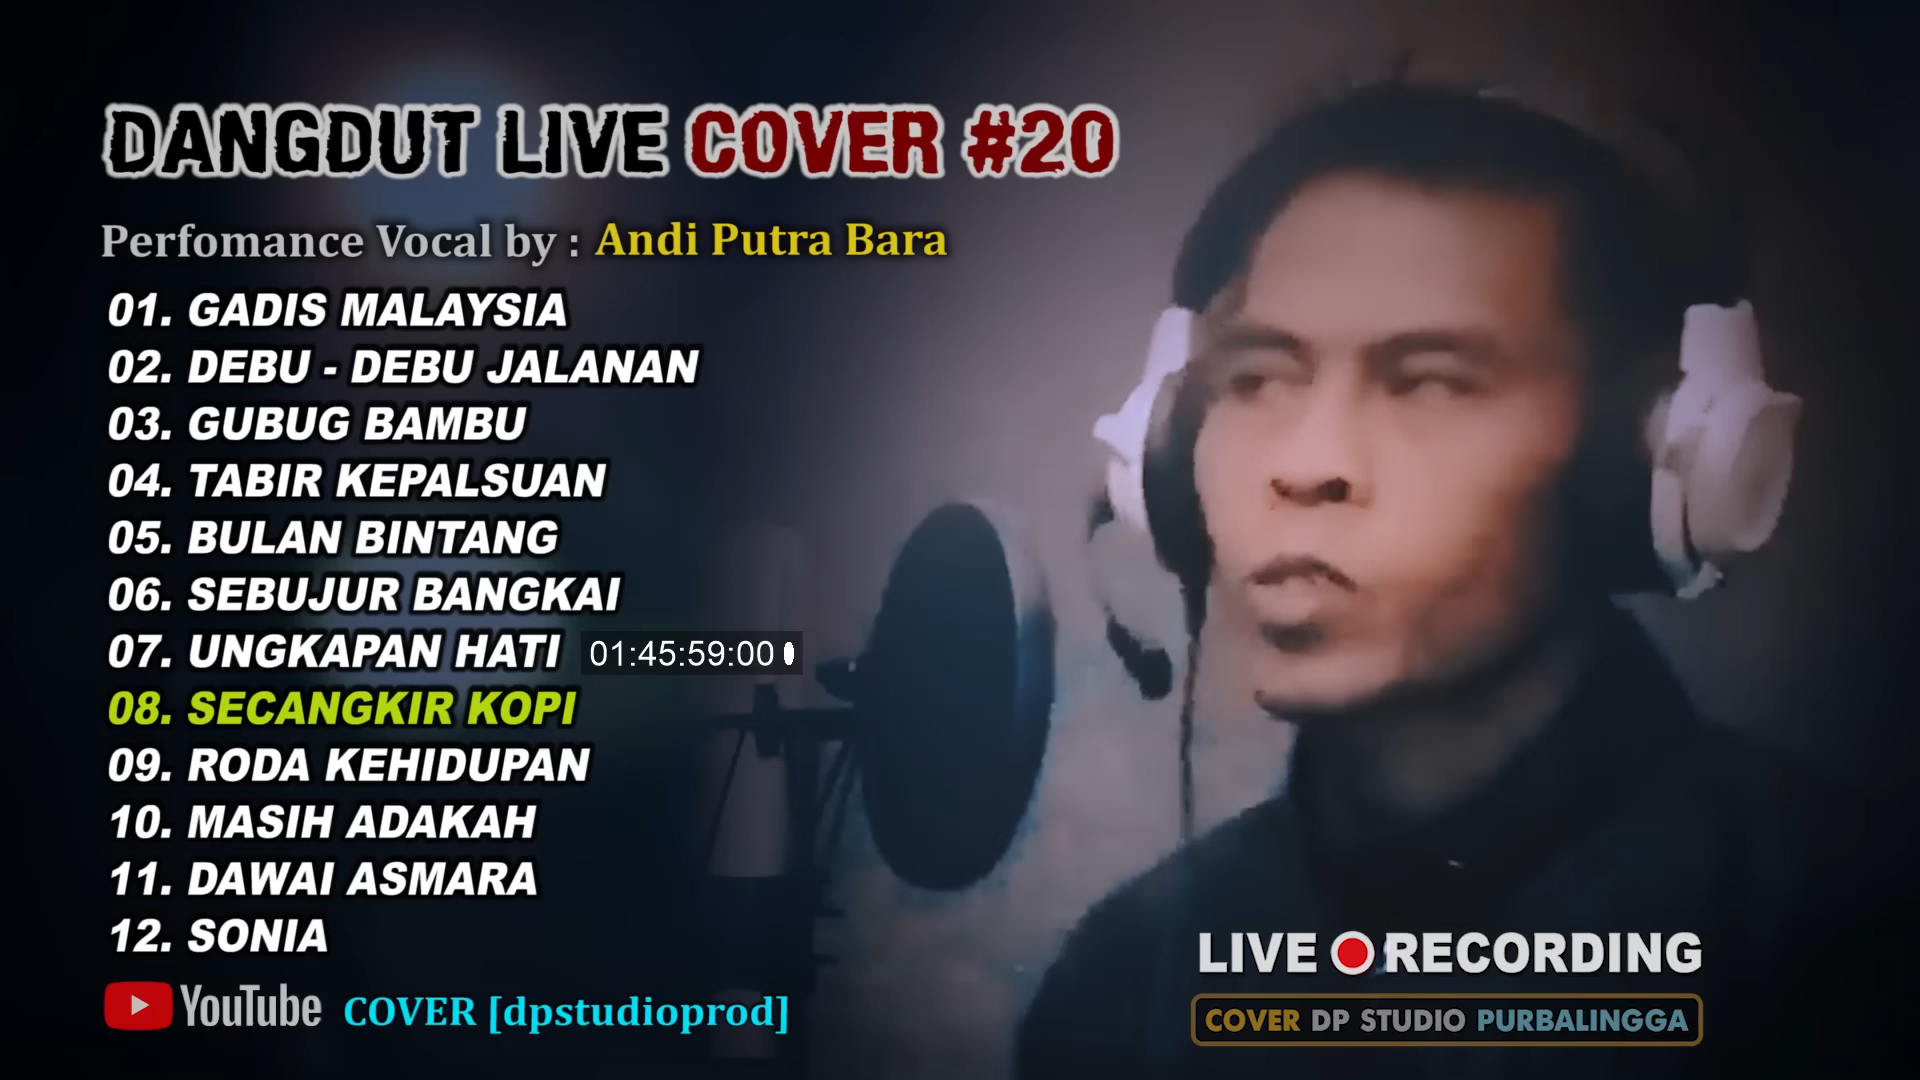 DANGDUT LIVE COVER #20
Perfomance Vocal by : Andi Putra Bara
01. GADIS MALAYSIA
02. DEBU - DEBU JALANAN
03. GUBUG BAMBU
04. TABIR KEPALSUAN
05. BULAN BINTANG
06. SEBUJUR BANGKAI
07. UNGKAPAN HATI 01:45:59:00
08. SECANGKIR KOPI
09. RODA KEHIDUPAN
10. MASIH ADAKAH
11. DAWAI ASMARA
12. SONIA
YouTube COVER [dpstudioprod]
LIVE RECORDING
COVER DP STUDIO PURBALINGGA